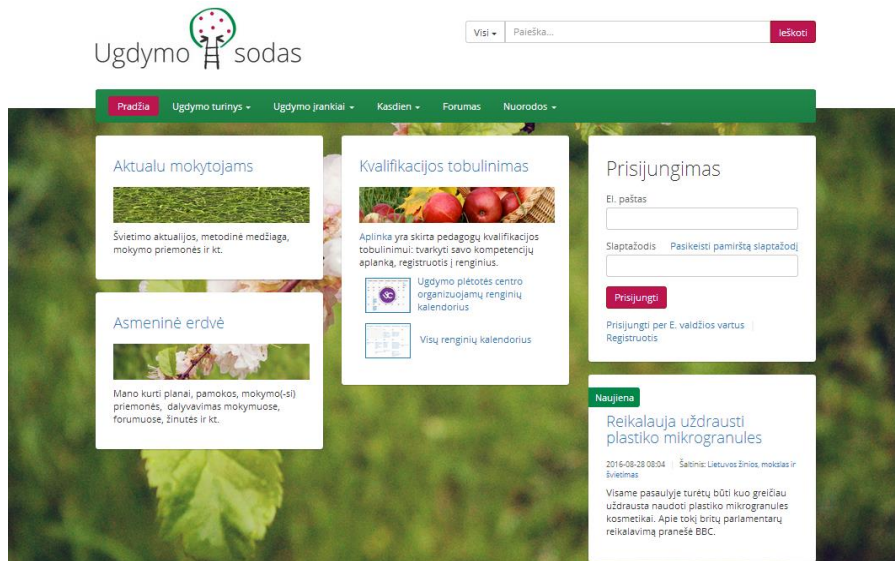 Ugdymo sodas
Visi
Paieška...
Ieškoti
Pradžia
Ugdymo turinys
Ugdymo įrankiai
Kasdien
Forumas
Nuorodos
Aktualu mokytojams
Švietimo aktualijos, metodinė medžiaga,
mokymo priemonės ir kt.
Asmeninė erdvė
Mano kurti planai, pamokos, mokymo(-si)
priemonės, dalyvavimas mokymuose,
forumuose, žinutės ir kt.
Kvalifikacijos tobulinimas
Aplinka yra skirta pedagogų kvalifikacijos
tobulinimui: tvarkyti savo kompetencijų
aplanką, registruotis į renginius.
Ugdymo plėtotės centro
organizuojamų renginių
kalendorius
Visų renginių kalendorius
Prisijungimas
El. paštas
Slaptažodis
Pasikeisti pamirštą slaptažodį
Prisijungti
Prisijungti per E. valdžios vartus |
Registruotis
Naujiena
Reikalauja uždrausti
plastiko mikrogranules
2016-08-28 08:04 | Šaltinis: Lietuvos žinios, mokslas ir
švietimas
Visame pasaulyje turėtų būti kuo greičiau
uždrausta naudoti plastiko mikrogranules
kosmetikai. Apie tokį britų parlamentarų
reikalavimą pranešė BBC.